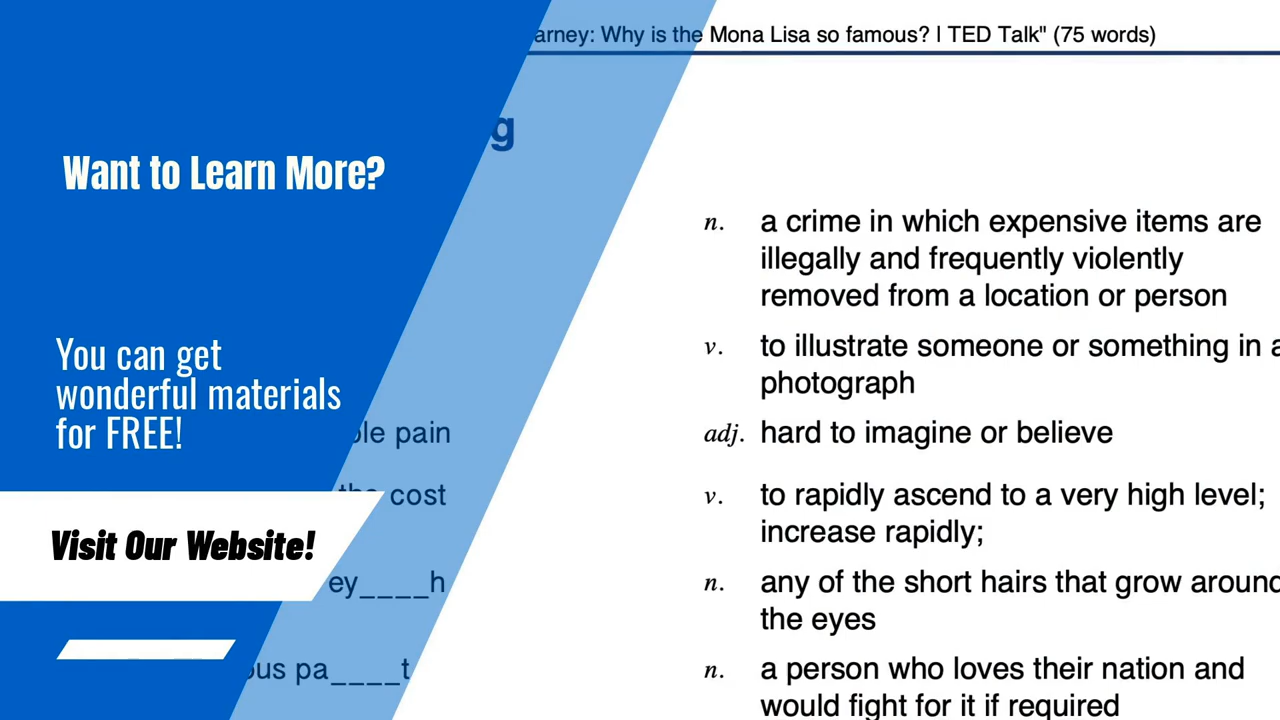 arney: Why is the Mona Lisa so famous? | TED Talk" (75 words)
g
Want to Learn More?
You can get
wonderful materials
for FREE!
Visit Our Website!
ble pain
the cost
ey____h
ous pa____t
n. a crime in which expensive items are
illegally and frequently violently
removed from a location or person
v. to illustrate someone or something in a
photograph
adj. hard to imagine or believe
v. to rapidly ascend to a very high level;
increase rapidly;
n. any of the short hairs that grow around
the eyes
n. a person who loves their nation and
would fight for it if required